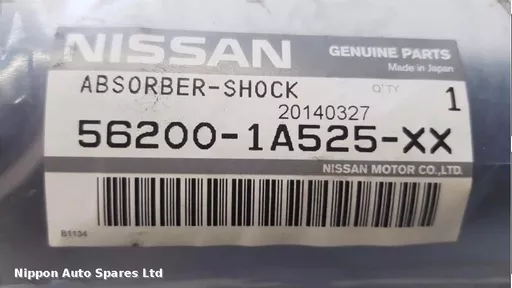 NISSAN GENUINE PARTS
Made in Japan
ABSORBER-SHOCK Q'TY 1
20140327
56200-1A525-XX
NISSAN MOTOR CO.,LTD.
B1134
Nippon Auto Spares Ltd